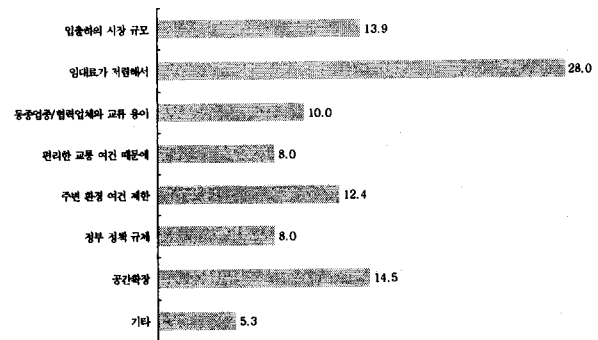 입출하의 시장 규모 13.9
임대료가 저렴해서 28.0
동종업종/협력업체와 교류 용이 10.0
편리한 교통 여건 때문에 8.0
주변 환경 여건 제한 12.4
정부 정책 규제 8.0
공간확장 14.5
기타 5.3